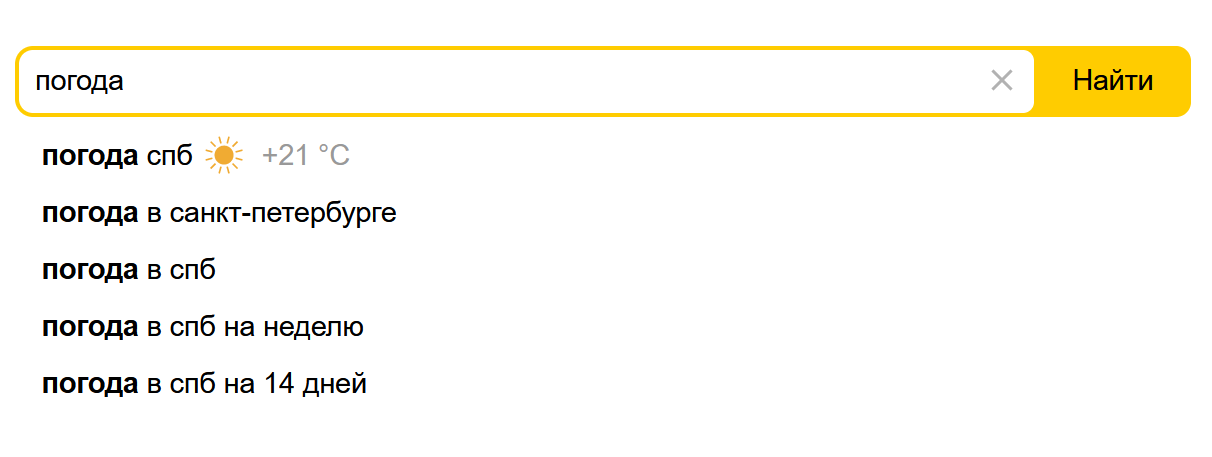 погода Найти
погода спб +21 °C
погода в санкт-петербурге
погода в спб
погода в спб на неделю
погода в спб на 14 дней